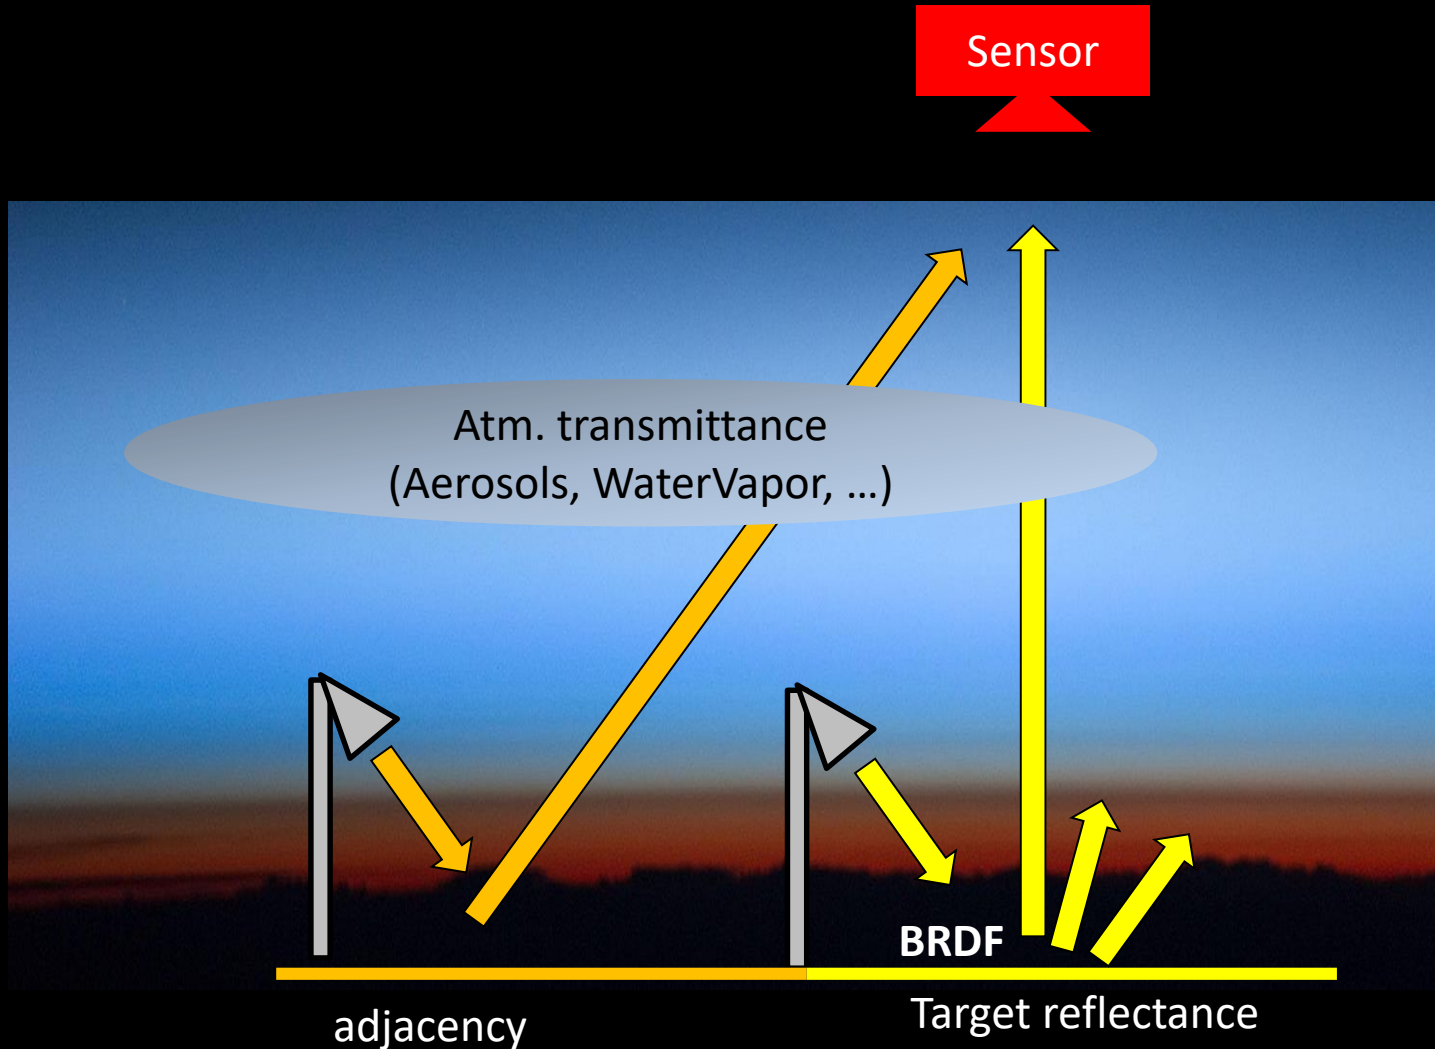 Sensor
Atm. transmittance
(Aerosols, WaterVapor, ...)
BRDF
Target reflectance
adjacency